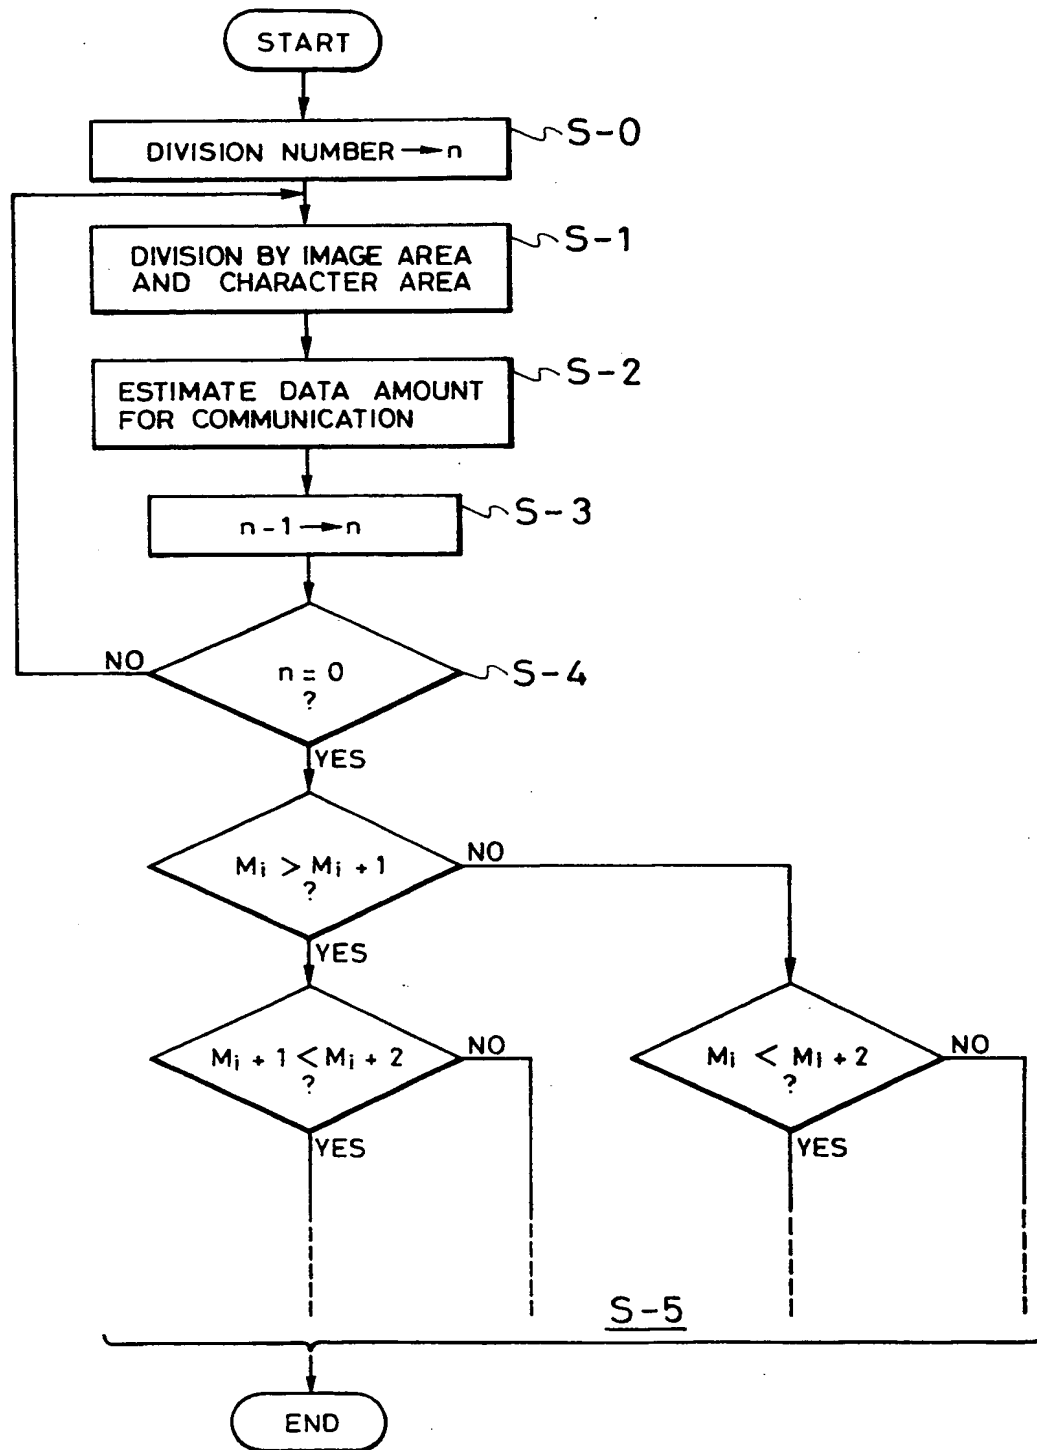 START
DIVISION NUMBER → n
S-0
DIVISION BY IMAGE AREA
AND CHARACTER AREA
S-1
ESTIMATE DATA AMOUNT
FOR COMMUNICATION
S-2
n-1 → n
S-3
NO
n = 0
?
S-4
YES
Mi > Mi + 1
?
NO
YES
Mi + 1 < Mi + 2
?
NO
YES
Mi < Mi + 2
?
NO
YES
S-5
END